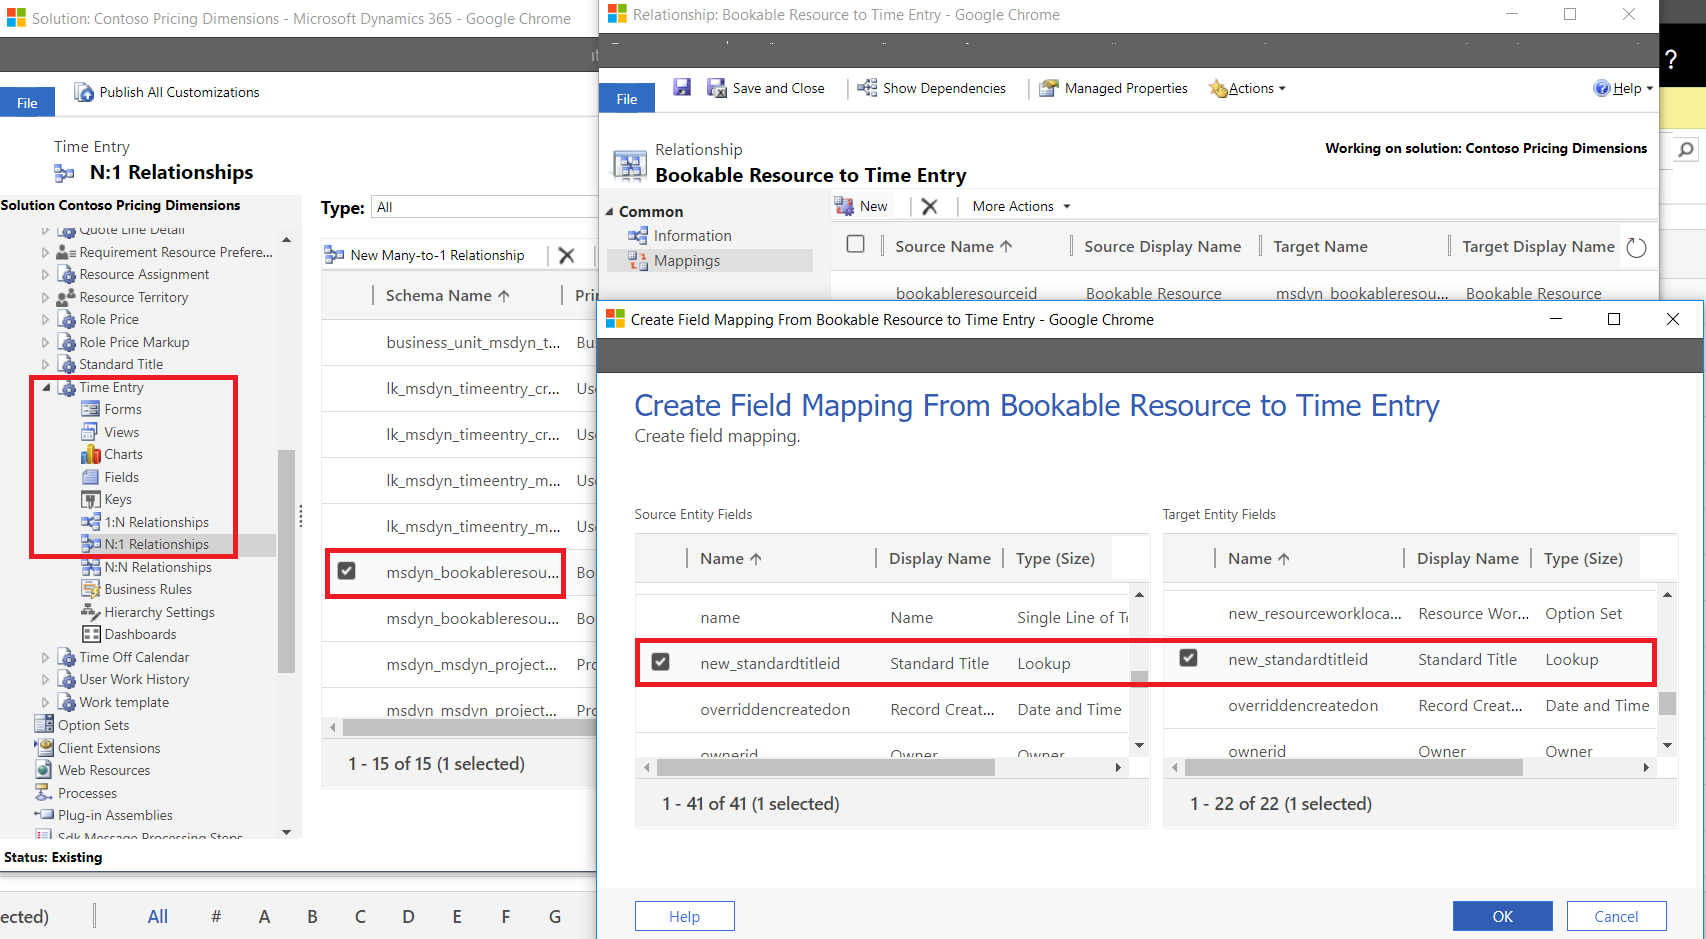 Solution: Contoso Pricing Dimensions - Microsoft Dynamics 365 - Google Chrome
File
Publish All Customizations
Time Entry
N:1 Relationships
Solution Contoso Pricing Dimensions
Quote Line Detail
Requirement Resource Prefere...
Resource Assignment
Resource Territory
Role Price
Role Price Markup
Standard Title
Time Entry
Forms
Views
Charts
Fields
Keys
1:N Relationships
N:1 Relationships
N:N Relationships
Business Rules
Hierarchy Settings
Dashboards
Time Off Calendar
User Work History
Work template
Option Sets
Client Extensions
Web Resources
Processes
Plug-in Assemblies
Sdk Message Processing Steps
Status: Existing
Type: All
New Many-to-1 Relationship
Schema Name Pri
business_unit_msdyn_t... Bu
lk_msdyn_timeentry_cr... Use
lk_msdyn_timeentry_cr... Use
lk_msdyn_timeentry_m... Use
lk_msdyn_timeentry_m... Use
msdyn_bookableresou... Bo
msdyn_bookableresou... Bo
msdyn_msdyn_project... Pro
msdyn_msdyn_project... Pro
1 - 15 of 15 (1 selected)
ected) All # A B C D E F G
Relationship: Bookable Resource to Time Entry - Google Chrome
?
File
Save and Close Show Dependencies Managed Properties Actions Help
Relationship
Bookable Resource to Time Entry
Working on solution: Contoso Pricing Dimensions
Common
Information
Mappings
New More Actions
Source Name Source Display Name Target Name Target Display Name
bookableresourceid Bookable Resource msdyn_bookableresou... Bookable Resource
Create Field Mapping From Bookable Resource to Time Entry - Google Chrome
Create Field Mapping From Bookable Resource to Time Entry
Create field mapping.
Source Entity Fields
Name Display Name Type (Size)
name Name Single Line of Te
new_standardtitleid Standard Title Lookup
overriddencreatedon Record Creat... Date and Time
ownerid Owner Owner
1 - 41 of 41 (1 selected)
Target Entity Fields
Name Display Name Type (Size)
new_resourceworkloca... Resource Wor... Option Set
new_standardtitleid Standard Title Lookup
overriddencreatedon Record Creat... Date and Time
ownerid Owner Owner
1 - 22 of 22 (1 selected)
Help OK Cancel